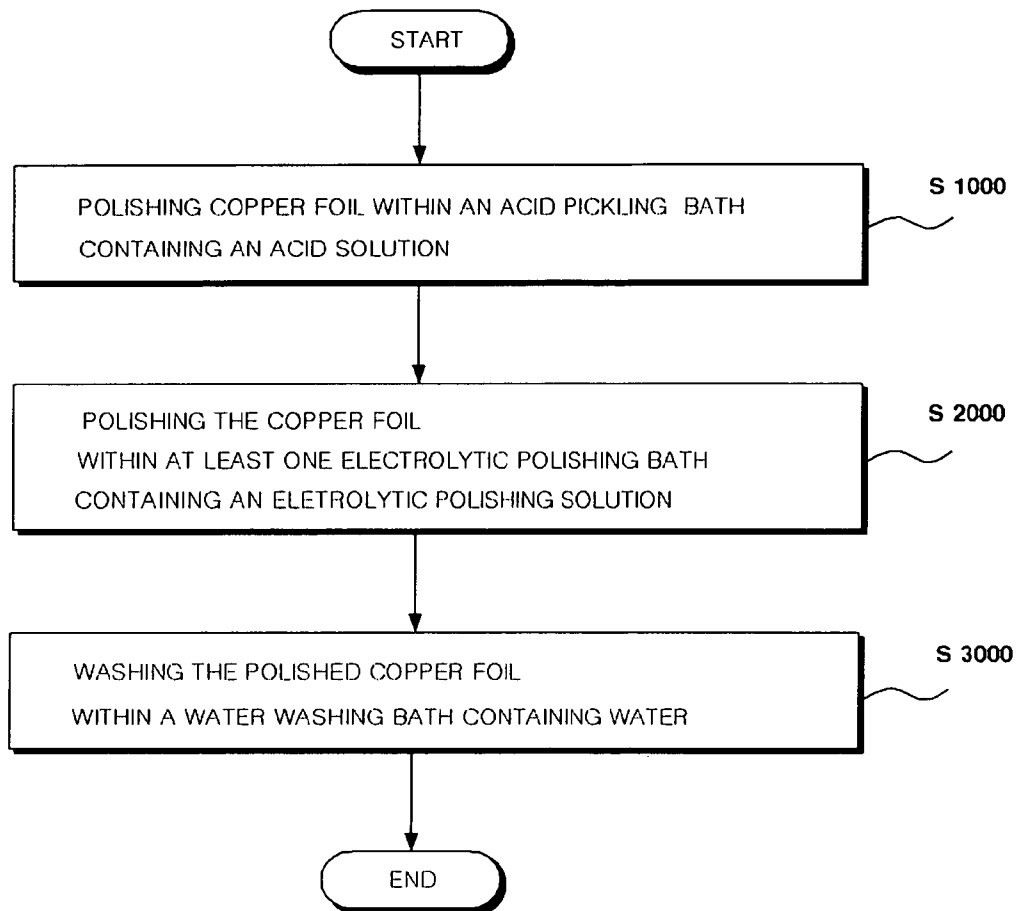 START
POLISHING COPPER FOIL WITHIN AN ACID PICKLING BATH
CONTAINING AN ACID SOLUTION
S 1000
POLISHING THE COPPER FOIL
WITHIN AT LEAST ONE ELECTROLYTIC POLISHING BATH
CONTAINING AN ELETROLYTIC POLISHING SOLUTION
S 2000
WASHING THE POLISHED COPPER FOIL
WITHIN A WATER WASHING BATH CONTAINING WATER
S 3000
END